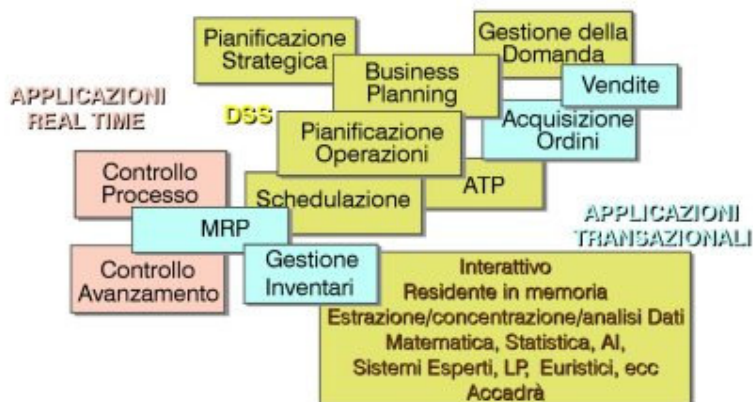 Pianificazione
Strategica
Gestione della
Domanda
Business
Planning
Vendite
APPLICAZIONI
REAL TIME
DSS
Pianificazione
Operazioni
Acquisizione
Ordini
Controllo
Processo
Schedulazione
ATP
MRP
APPLICAZIONI
TRANSAZIONALI
Controllo
Avanzamento
Gestione
Inventari
Interattivo
Residente in memoria
Estrazione/concentrazione/analisi Dati
Matematica, Statistica, AI,
Sistemi Esperti, LP, Euristici, ecc
Accadrà